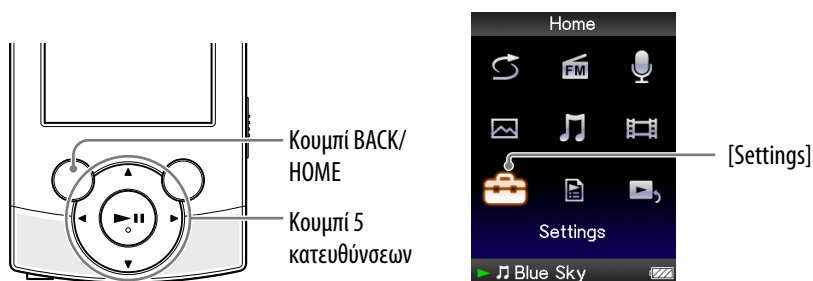 Κουμπί BACK/
HOME
Κουμπί 5
κατευθύνσεων
Home
FM
[Settings]
Settings
Blue Sky